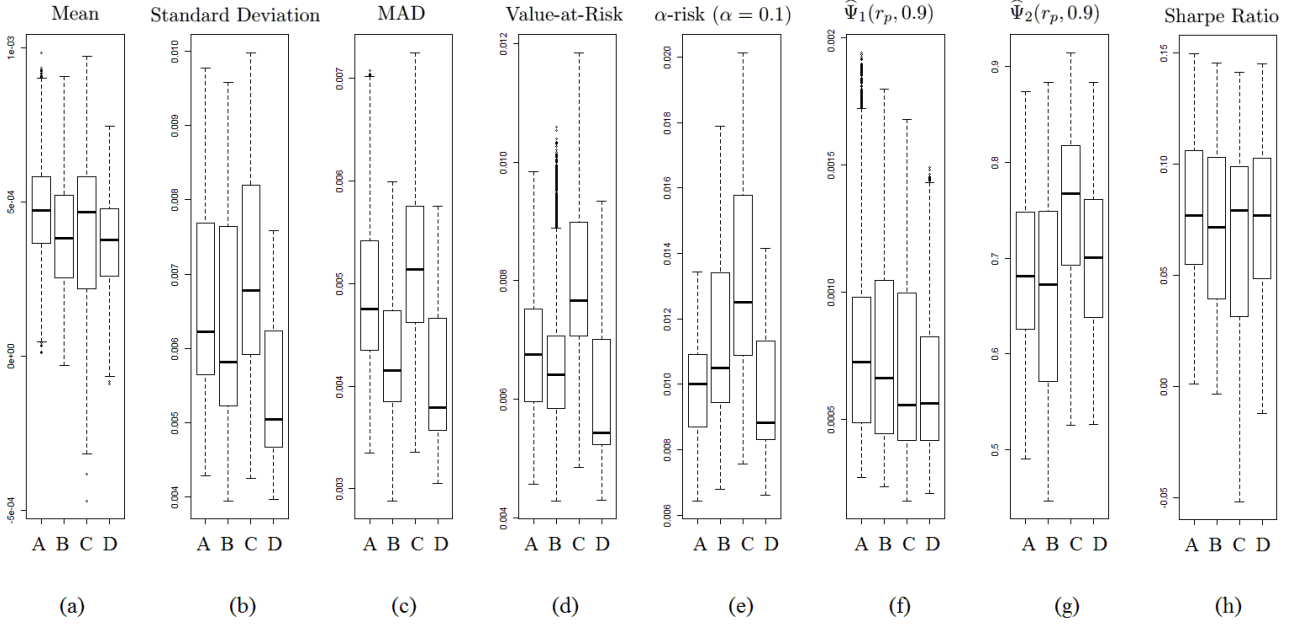 Mean
1e-03
5e-04
0e+00
-5e-04
A B C D
(a)
Standard Deviation
0.010
0.009
0.008
0.007
0.006
0.005
0.004
A B C D
(b)
MAD
0.007
0.006
0.005
0.004
0.003
A B C D
(c)
Value-at-Risk
0.012
0.010
0.008
0.006
0.004
A B C D
(d)
α-risk (α = 0.1)
0.020
0.018
0.016
0.014
0.012
0.010
0.008
0.006
A B C D
(e)
Ψ̂₁(rₚ, 0.9)
0.002
0.0015
0.0010
0.0005
A B C D
(f)
Ψ̂₂(rₚ, 0.9)
0.9
0.8
0.7
0.6
0.5
A B C D
(g)
Sharpe Ratio
0.15
0.10
0.05
0.00
-0.05
A B C D
(h)